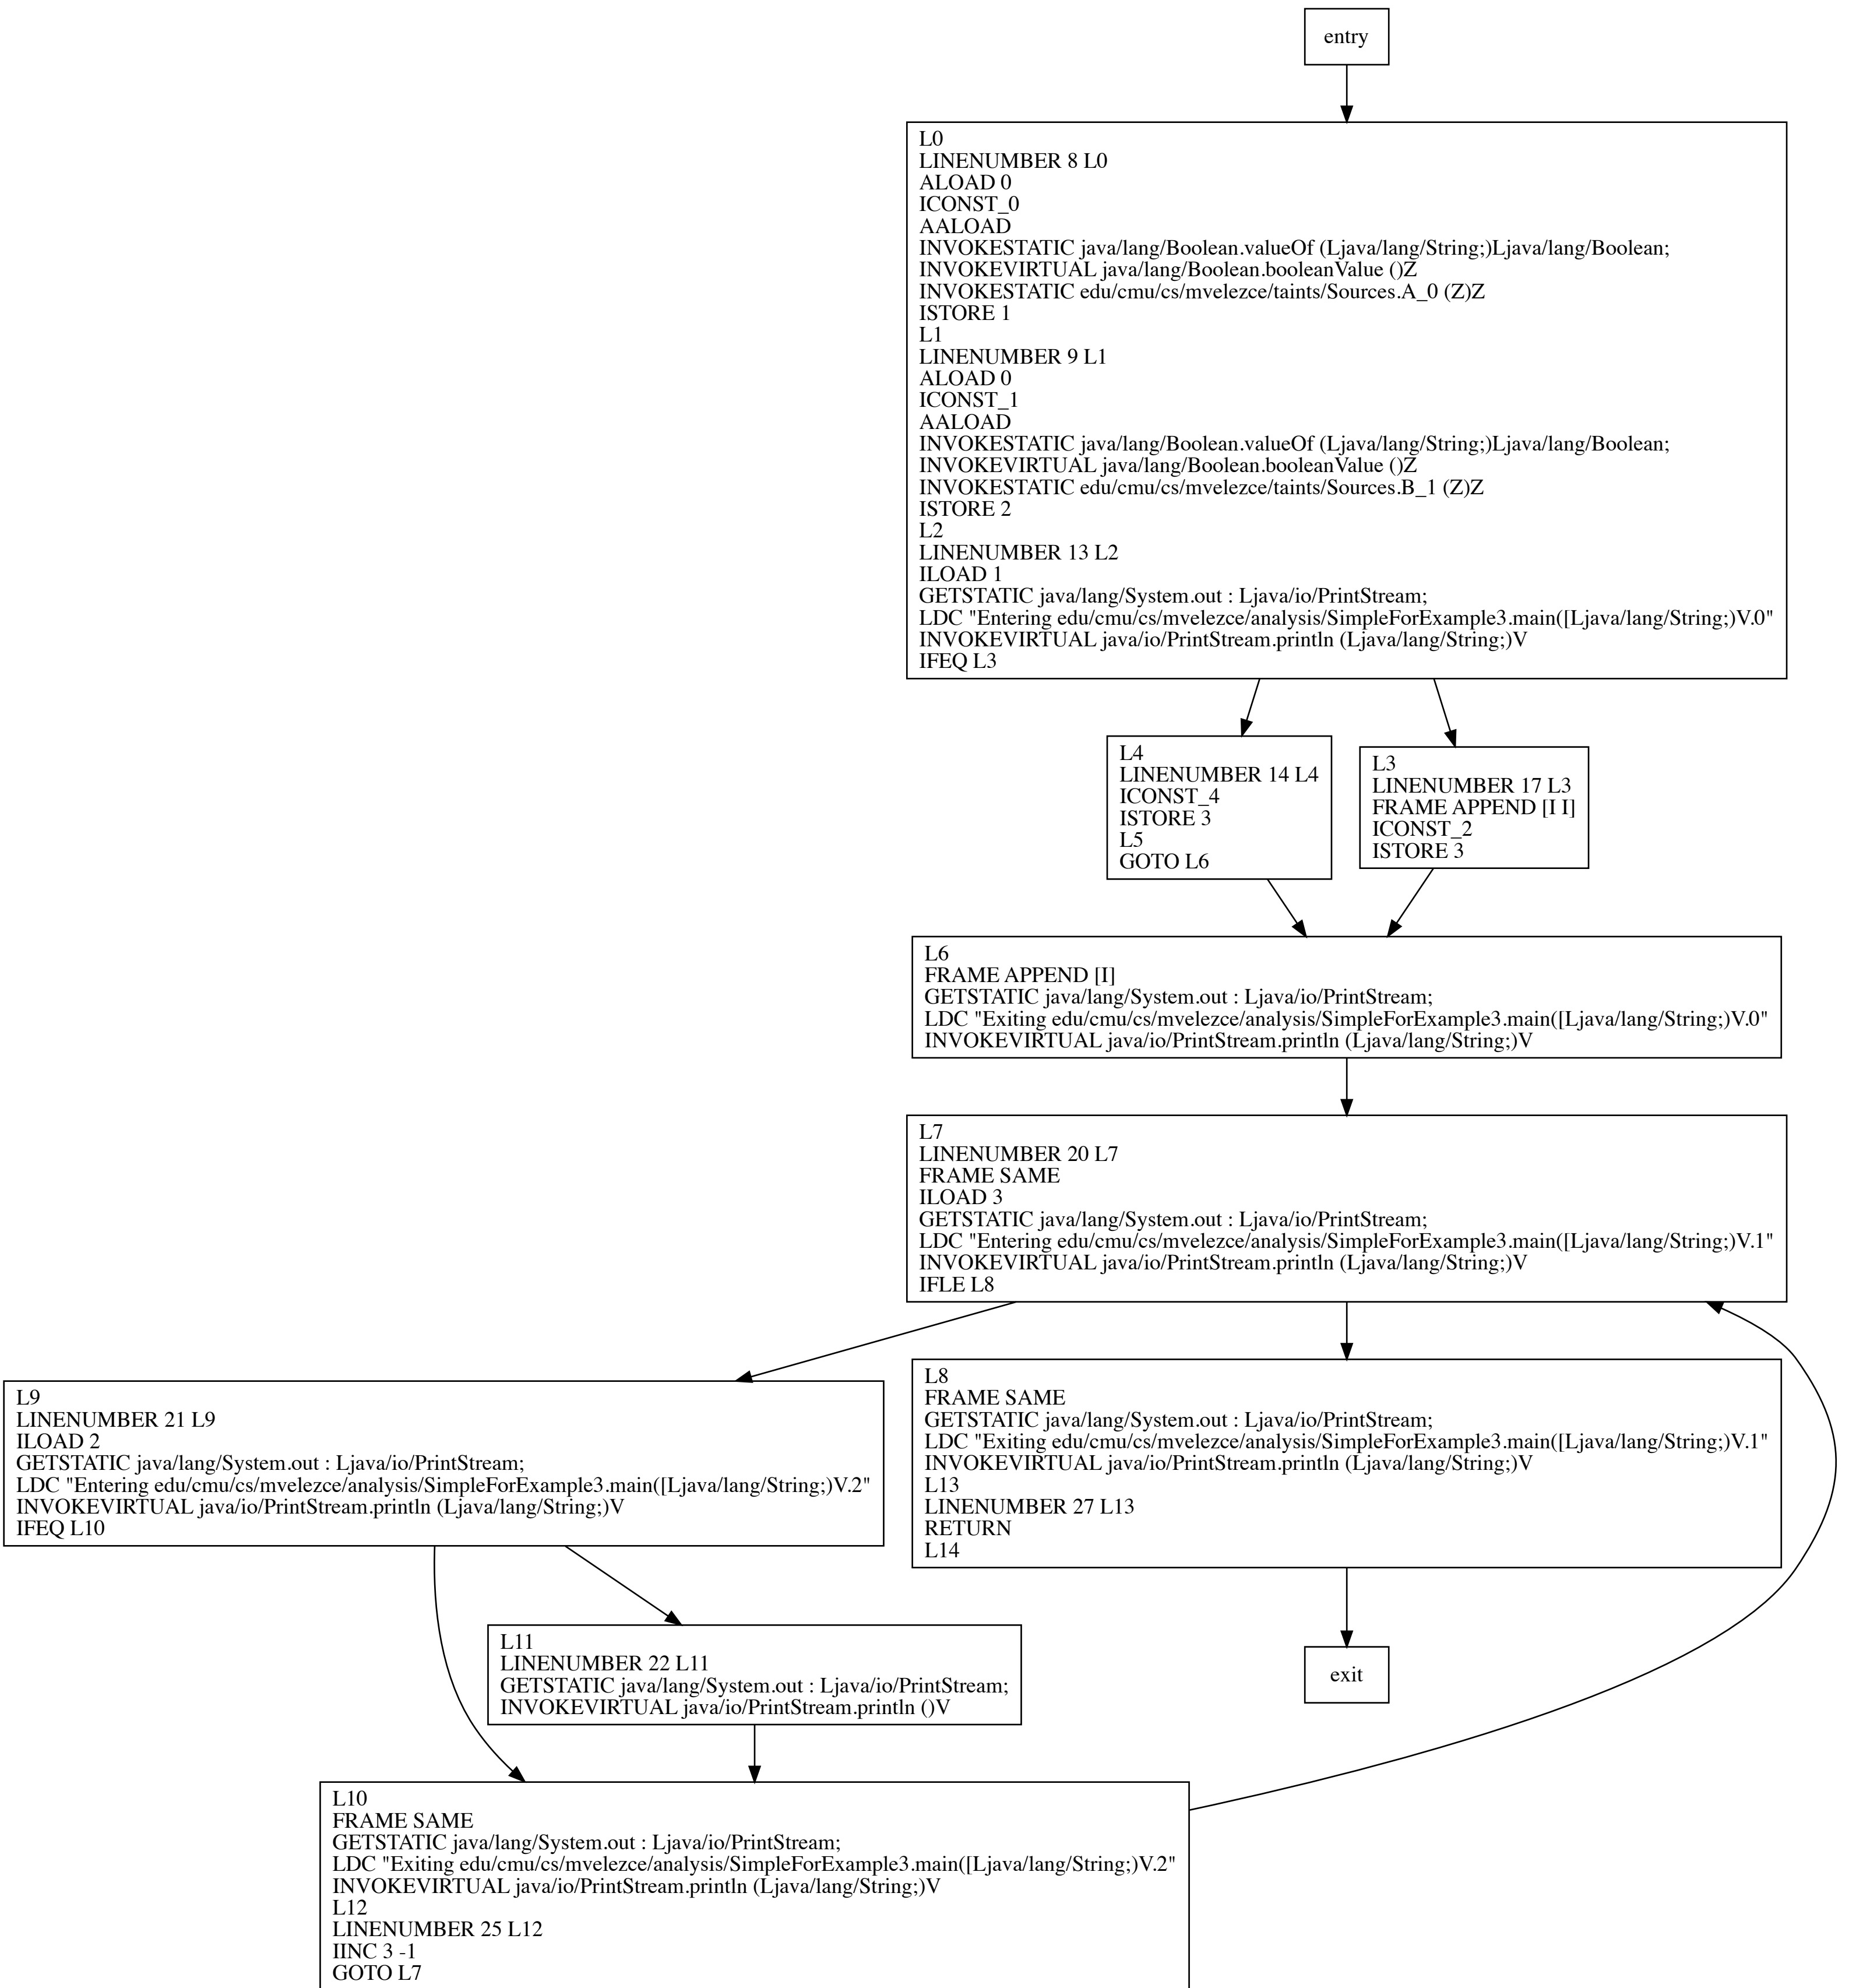 entry
L0
LINENUMBER 8 L0
ALOAD 0
ICONST_0
AALOAD
INVOKESTATIC java/lang/Boolean.valueOf (Ljava/lang/String;)Ljava/lang/Boolean;
INVOKEVIRTUAL java/lang/Boolean.booleanValue ()Z
INVOKESTATIC edu/cmu/cs/mvelezce/taints/Sources.A_0 (Z)Z
ISTORE 1
L1
LINENUMBER 9 L1
ALOAD 0
ICONST_1
AALOAD
INVOKESTATIC java/lang/Boolean.valueOf (Ljava/lang/String;)Ljava/lang/Boolean;
INVOKEVIRTUAL java/lang/Boolean.booleanValue ()Z
INVOKESTATIC edu/cmu/cs/mvelezce/taints/Sources.B_1 (Z)Z
ISTORE 2
L2
LINENUMBER 13 L2
ILOAD 1
GETSTATIC java/lang/System.out : Ljava/io/PrintStream;
LDC "Entering edu/cmu/cs/mvelezce/analysis/SimpleForExample3.main([Ljava/lang/String;)V.0"
INVOKEVIRTUAL java/io/PrintStream.println (Ljava/lang/String;)V
IFEQ L3
L4
LINENUMBER 14 L4
ICONST_4
ISTORE 3
L5
GOTO L6
L3
LINENUMBER 17 L3
FRAME APPEND [I I]
ICONST_2
ISTORE 3
L6
FRAME APPEND [I]
GETSTATIC java/lang/System.out : Ljava/io/PrintStream;
LDC "Exiting edu/cmu/cs/mvelezce/analysis/SimpleForExample3.main([Ljava/lang/String;)V.0"
INVOKEVIRTUAL java/io/PrintStream.println (Ljava/lang/String;)V
L7
LINENUMBER 20 L7
FRAME SAME
ILOAD 3
GETSTATIC java/lang/System.out : Ljava/io/PrintStream;
LDC "Entering edu/cmu/cs/mvelezce/analysis/SimpleForExample3.main([Ljava/lang/String;)V.1"
INVOKEVIRTUAL java/io/PrintStream.println (Ljava/lang/String;)V
IFLE L8
L9
LINENUMBER 21 L9
ILOAD 2
GETSTATIC java/lang/System.out : Ljava/io/PrintStream;
LDC "Entering edu/cmu/cs/mvelezce/analysis/SimpleForExample3.main([Ljava/lang/String;)V.2"
INVOKEVIRTUAL java/io/PrintStream.println (Ljava/lang/String;)V
IFEQ L10
L8
FRAME SAME
GETSTATIC java/lang/System.out : Ljava/io/PrintStream;
LDC "Exiting edu/cmu/cs/mvelezce/analysis/SimpleForExample3.main([Ljava/lang/String;)V.1"
INVOKEVIRTUAL java/io/PrintStream.println (Ljava/lang/String;)V
L13
LINENUMBER 27 L13
RETURN
L14
L11
LINENUMBER 22 L11
GETSTATIC java/lang/System.out : Ljava/io/PrintStream;
INVOKEVIRTUAL java/io/PrintStream.println ()V
exit
L10
FRAME SAME
GETSTATIC java/lang/System.out : Ljava/io/PrintStream;
LDC "Exiting edu/cmu/cs/mvelezce/analysis/SimpleForExample3.main([Ljava/lang/String;)V.2"
INVOKEVIRTUAL java/io/PrintStream.println (Ljava/lang/String;)V
L12
LINENUMBER 25 L12
IINC 3 -1
GOTO L7